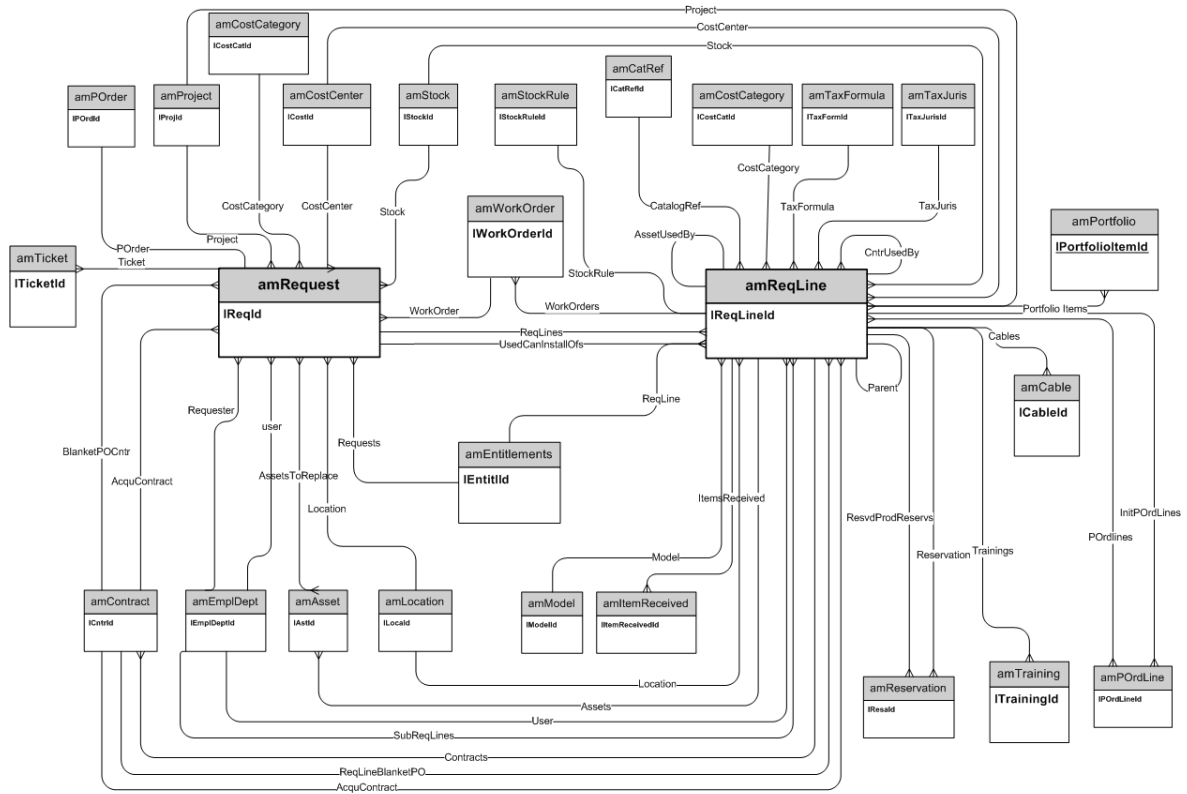 Project
CostCenter
Stock
amCostCategory
lCostCatId
amPOrder
lPOrdId
amProject
lProjId
amCostCenter
lCostId
amStock
lStockId
amStockRule
lStockRuleId
amCatRef
lCatRefId
amCostCategory
lCostCatId
amTaxFormula
lTaxFormId
amTaxJuris
lTaxJurisId
CostCategory
CostCategory
CostCenter
Stock
Project
POrder
Ticket
amTicket
lTicketId
amWorkOrder
lWorkOrderId
CatalogRef
TaxFormula
TaxJuris
AssetUsedBy
CntrUsedBy
StockRule
amPortfolio
lPortfolioItemId
amRequest
lReqId
amReqLine
lReqLineId
WorkOrder
WorkOrders
Portfolio Items
ReqLines
UsedCanInstallOfs
Cables
Parent
amCable
lCableId
ReqLine
Requester
user
Requests
BlanketPOCntr
AcquContract
AssetsToReplace
Location
amEntitlements
lEntitlId
ItemsReceived
ResvdProdReservs
Reservation
Trainings
InitPOrdLines
POrdlines
Model
amContract
lCntrId
amEmplDept
lEmplDeptId
amAsset
lAstId
amLocation
lLocaId
amModel
lModelId
amItemReceived
lItemReceivedId
amReservation
lResaId
amTraining
lTrainingId
amPOrdLine
lPOrdLineId
Location
Assets
User
SubReqLines
Contracts
ReqLineBlanketPO
AcquContract